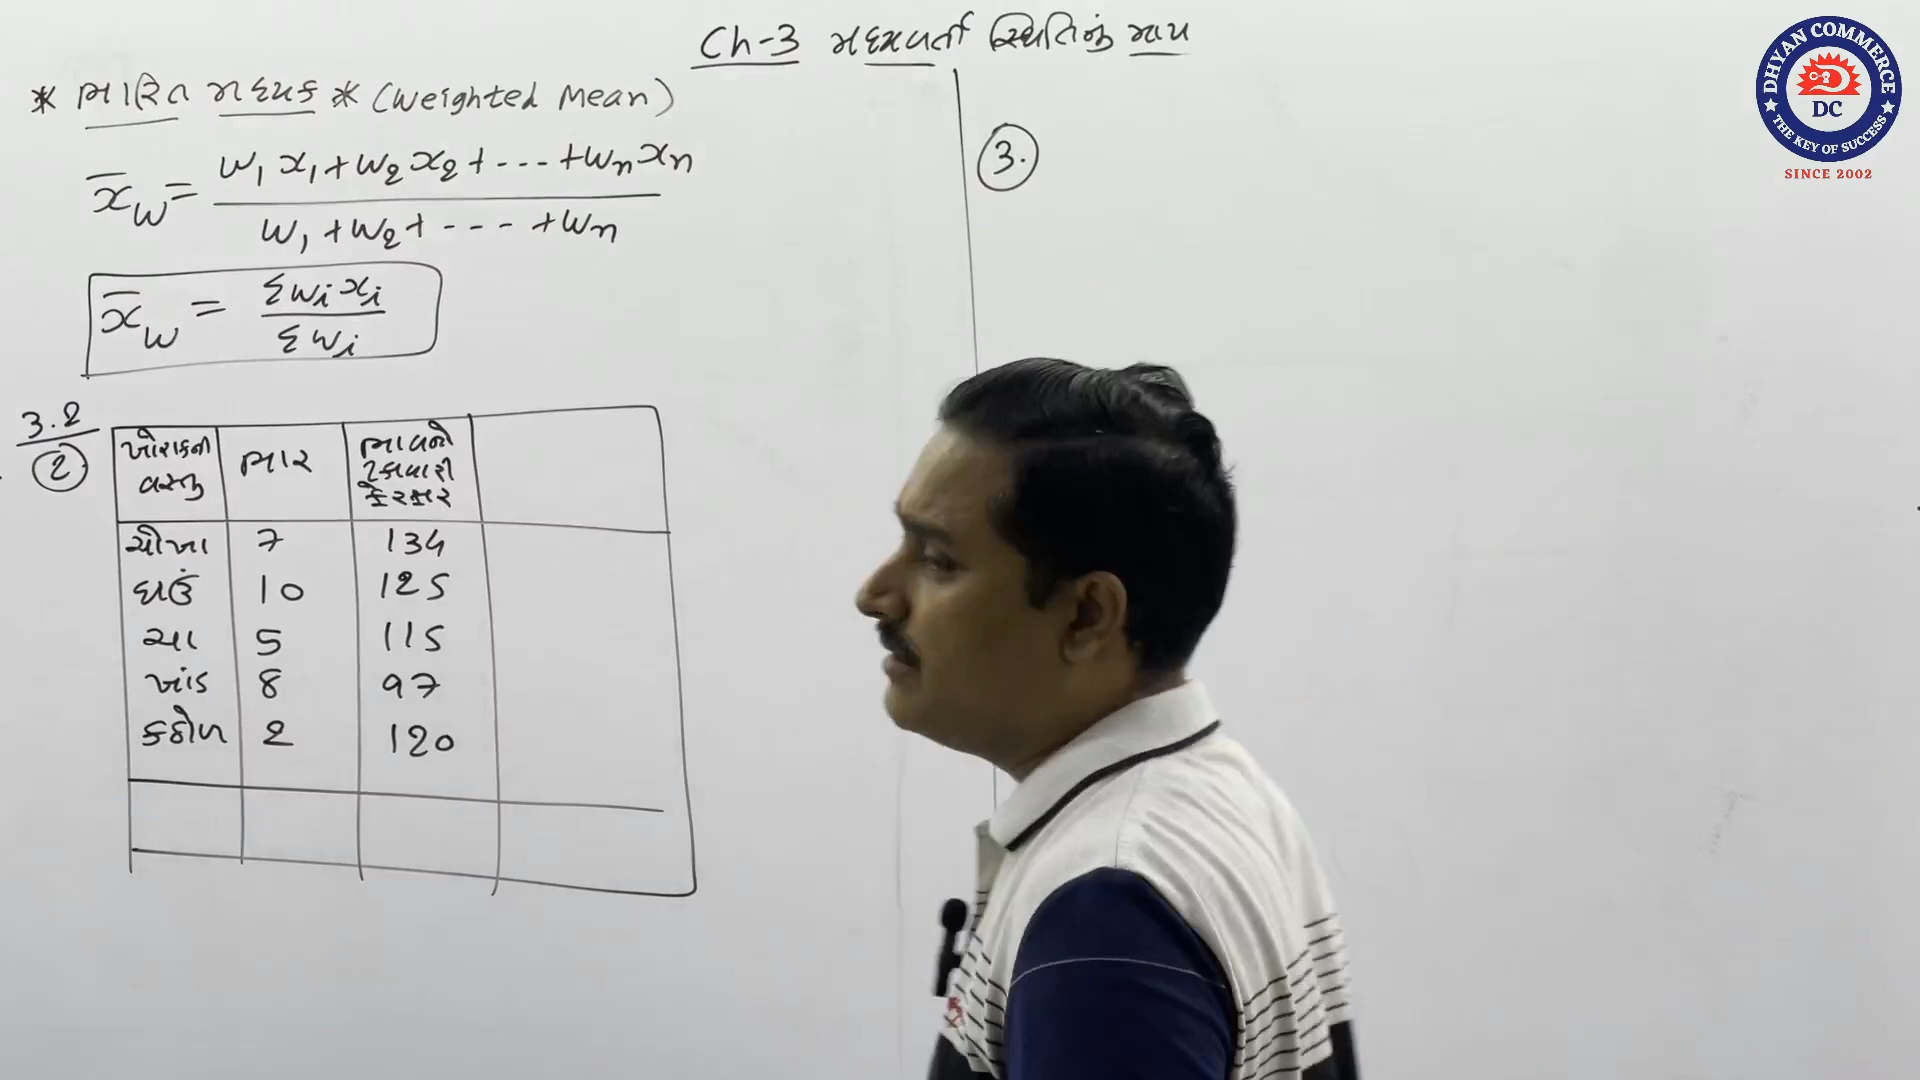 Ch-3 મધ્યવર્તી સ્થિતિનું માપ
* ભારિત મધ્યક * (Weighted Mean)
x̄w = w₁x₁ + w₂x₂ + --- + wₙxₙ
w₁ + w₂ + ---- + wₙ
x̄w = Σwᵢxᵢ
Σwᵢ
3.2
②
ખોરાકની વસ્તુ ભાર ભાવનો ટકાવારી ફેરફાર
ચોખા 7 134
ઘઉં 10 125
ચા 5 115
ખાંડ 8 97
કઠોળ 2 120
③.
DHYAN COMMERCE
DC
THE KEY OF SUCCESS
SINCE 2002